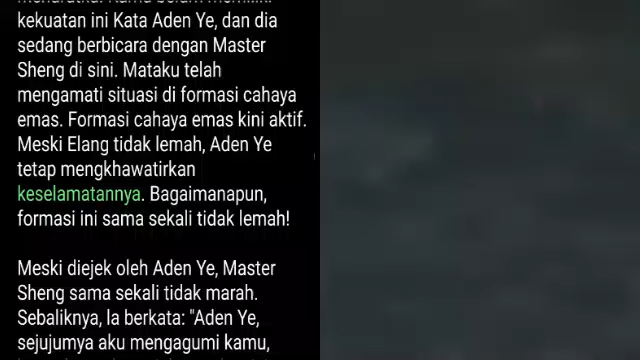 kekuatan ini Kata Aden Ye, dan dia
sedang berbicara dengan Master
Sheng di sini. Mataku telah
mengamati situasi di formasi cahaya
emas. Formasi cahaya emas kini aktif.
Meski Elang tidak lemah, Aden Ye
tetap mengkhawatirkan
keselamatannya. Bagaimanapun,
formasi ini sama sekali tidak lemah!
Meski diejek oleh Aden Ye, Master
Sheng sama sekali tidak marah.
Sebaliknya, Ia berkata: "Aden Ye,
sejujumya aku mengagumi kamu,